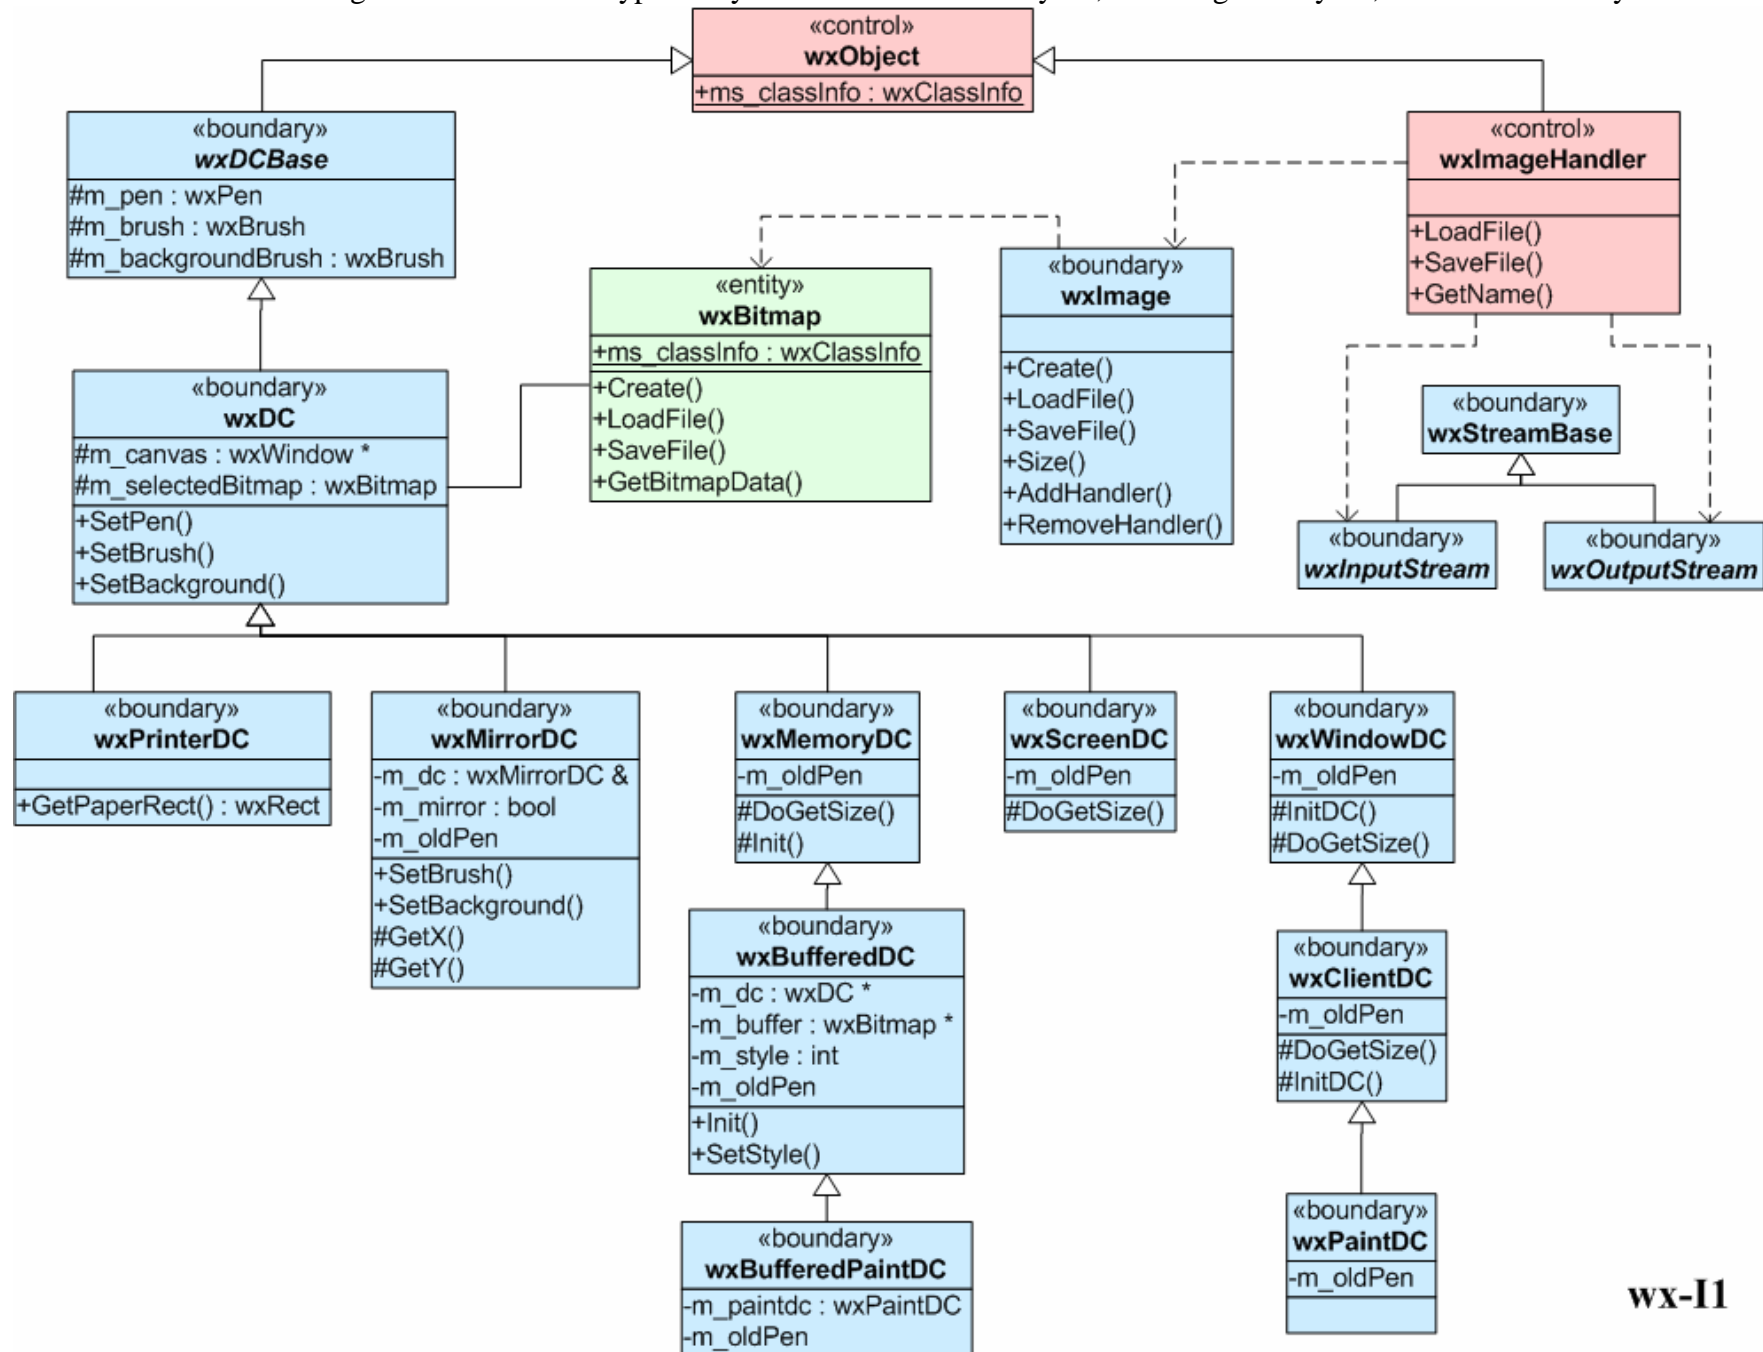 «control»
wxObject
+ms_classInfo : wxClassInfo
«boundary»
wxDCBase
#m_pen : wxPen
#m_brush : wxBrush
#m_backgroundBrush : wxBrush
«control»
wxImageHandler
+LoadFile()
+SaveFile()
+GetName()
«entity»
wxBitmap
+ms_classInfo : wxClassInfo
+Create()
+LoadFile()
+SaveFile()
+GetBitmapData()
«boundary»
wxImage
+Create()
+LoadFile()
+SaveFile()
+Size()
+AddHandler()
+RemoveHandler()
«boundary»
wxDC
#m_canvas : wxWindow *
#m_selectedBitmap : wxBitmap
+SetPen()
+SetBrush()
+SetBackground()
«boundary»
wxStreamBase
«boundary»
wxInputStream
«boundary»
wxOutputStream
«boundary»
wxPrinterDC
+GetPaperRect() : wxRect
«boundary»
wxMirrorDC
-m_dc : wxMirrorDC &
-m_mirror : bool
-m_oldPen
+SetBrush()
+SetBackground()
#GetX()
#GetY()
«boundary»
wxMemoryDC
-m_oldPen
#DoGetSize()
#Init()
«boundary»
wxScreenDC
-m_oldPen
#DoGetSize()
«boundary»
wxWindowDC
-m_oldPen
#InitDC()
#DoGetSize()
«boundary»
wxBufferedDC
-m_dc : wxDC *
-m_buffer : wxBitmap *
-m_style : int
-m_oldPen
+Init()
+SetStyle()
«boundary»
wxClientDC
-m_oldPen
#DoGetSize()
#InitDC()
«boundary»
wxBufferedPaintDC
-m_paintdc : wxPaintDC
-m_oldPen
«boundary»
wxPaintDC
-m_oldPen
wx-I1